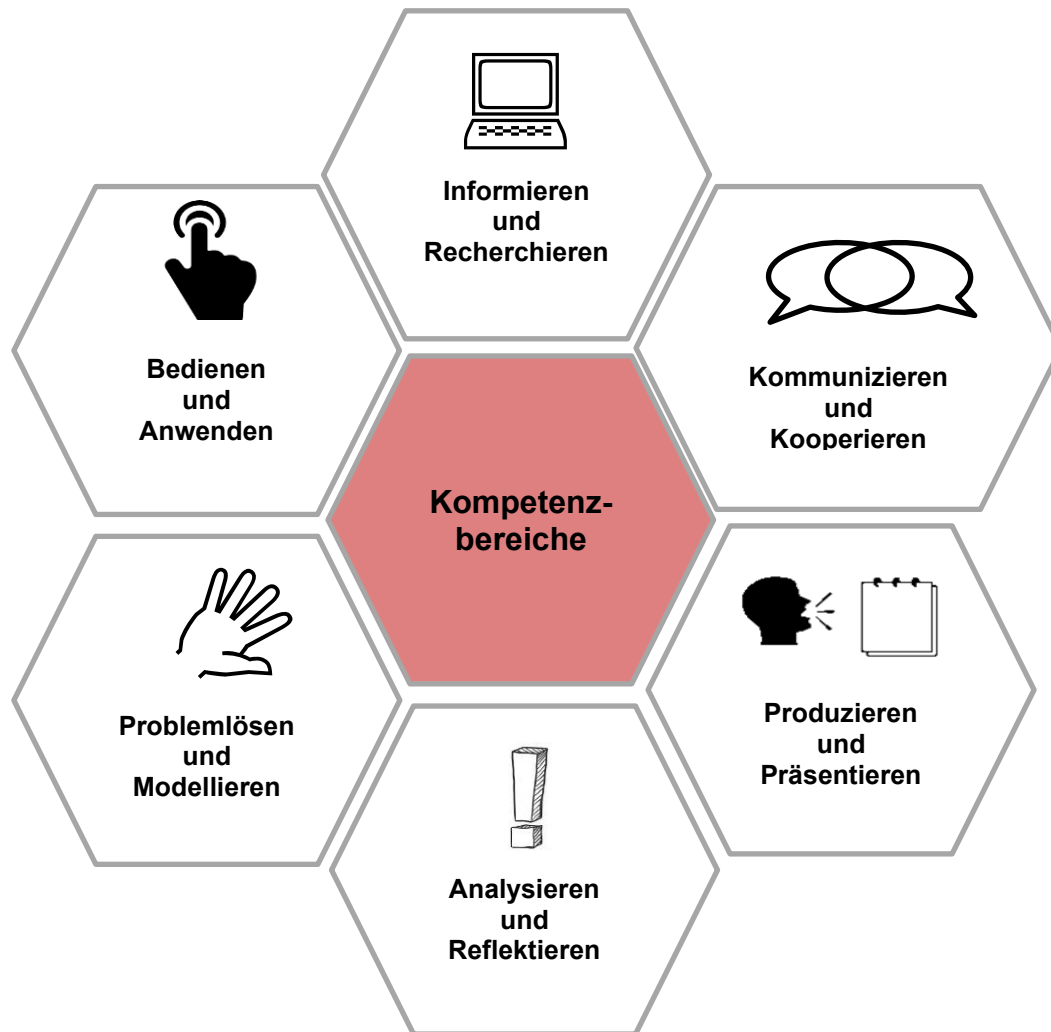 Informieren
und
Recherchieren
Bedienen
und
Anwenden
Kommunizieren
und
Kooperieren
Kompetenz-
bereiche
Problemlösen
und
Modellieren
Produzieren
und
Präsentieren
Analysieren
und
Reflektieren